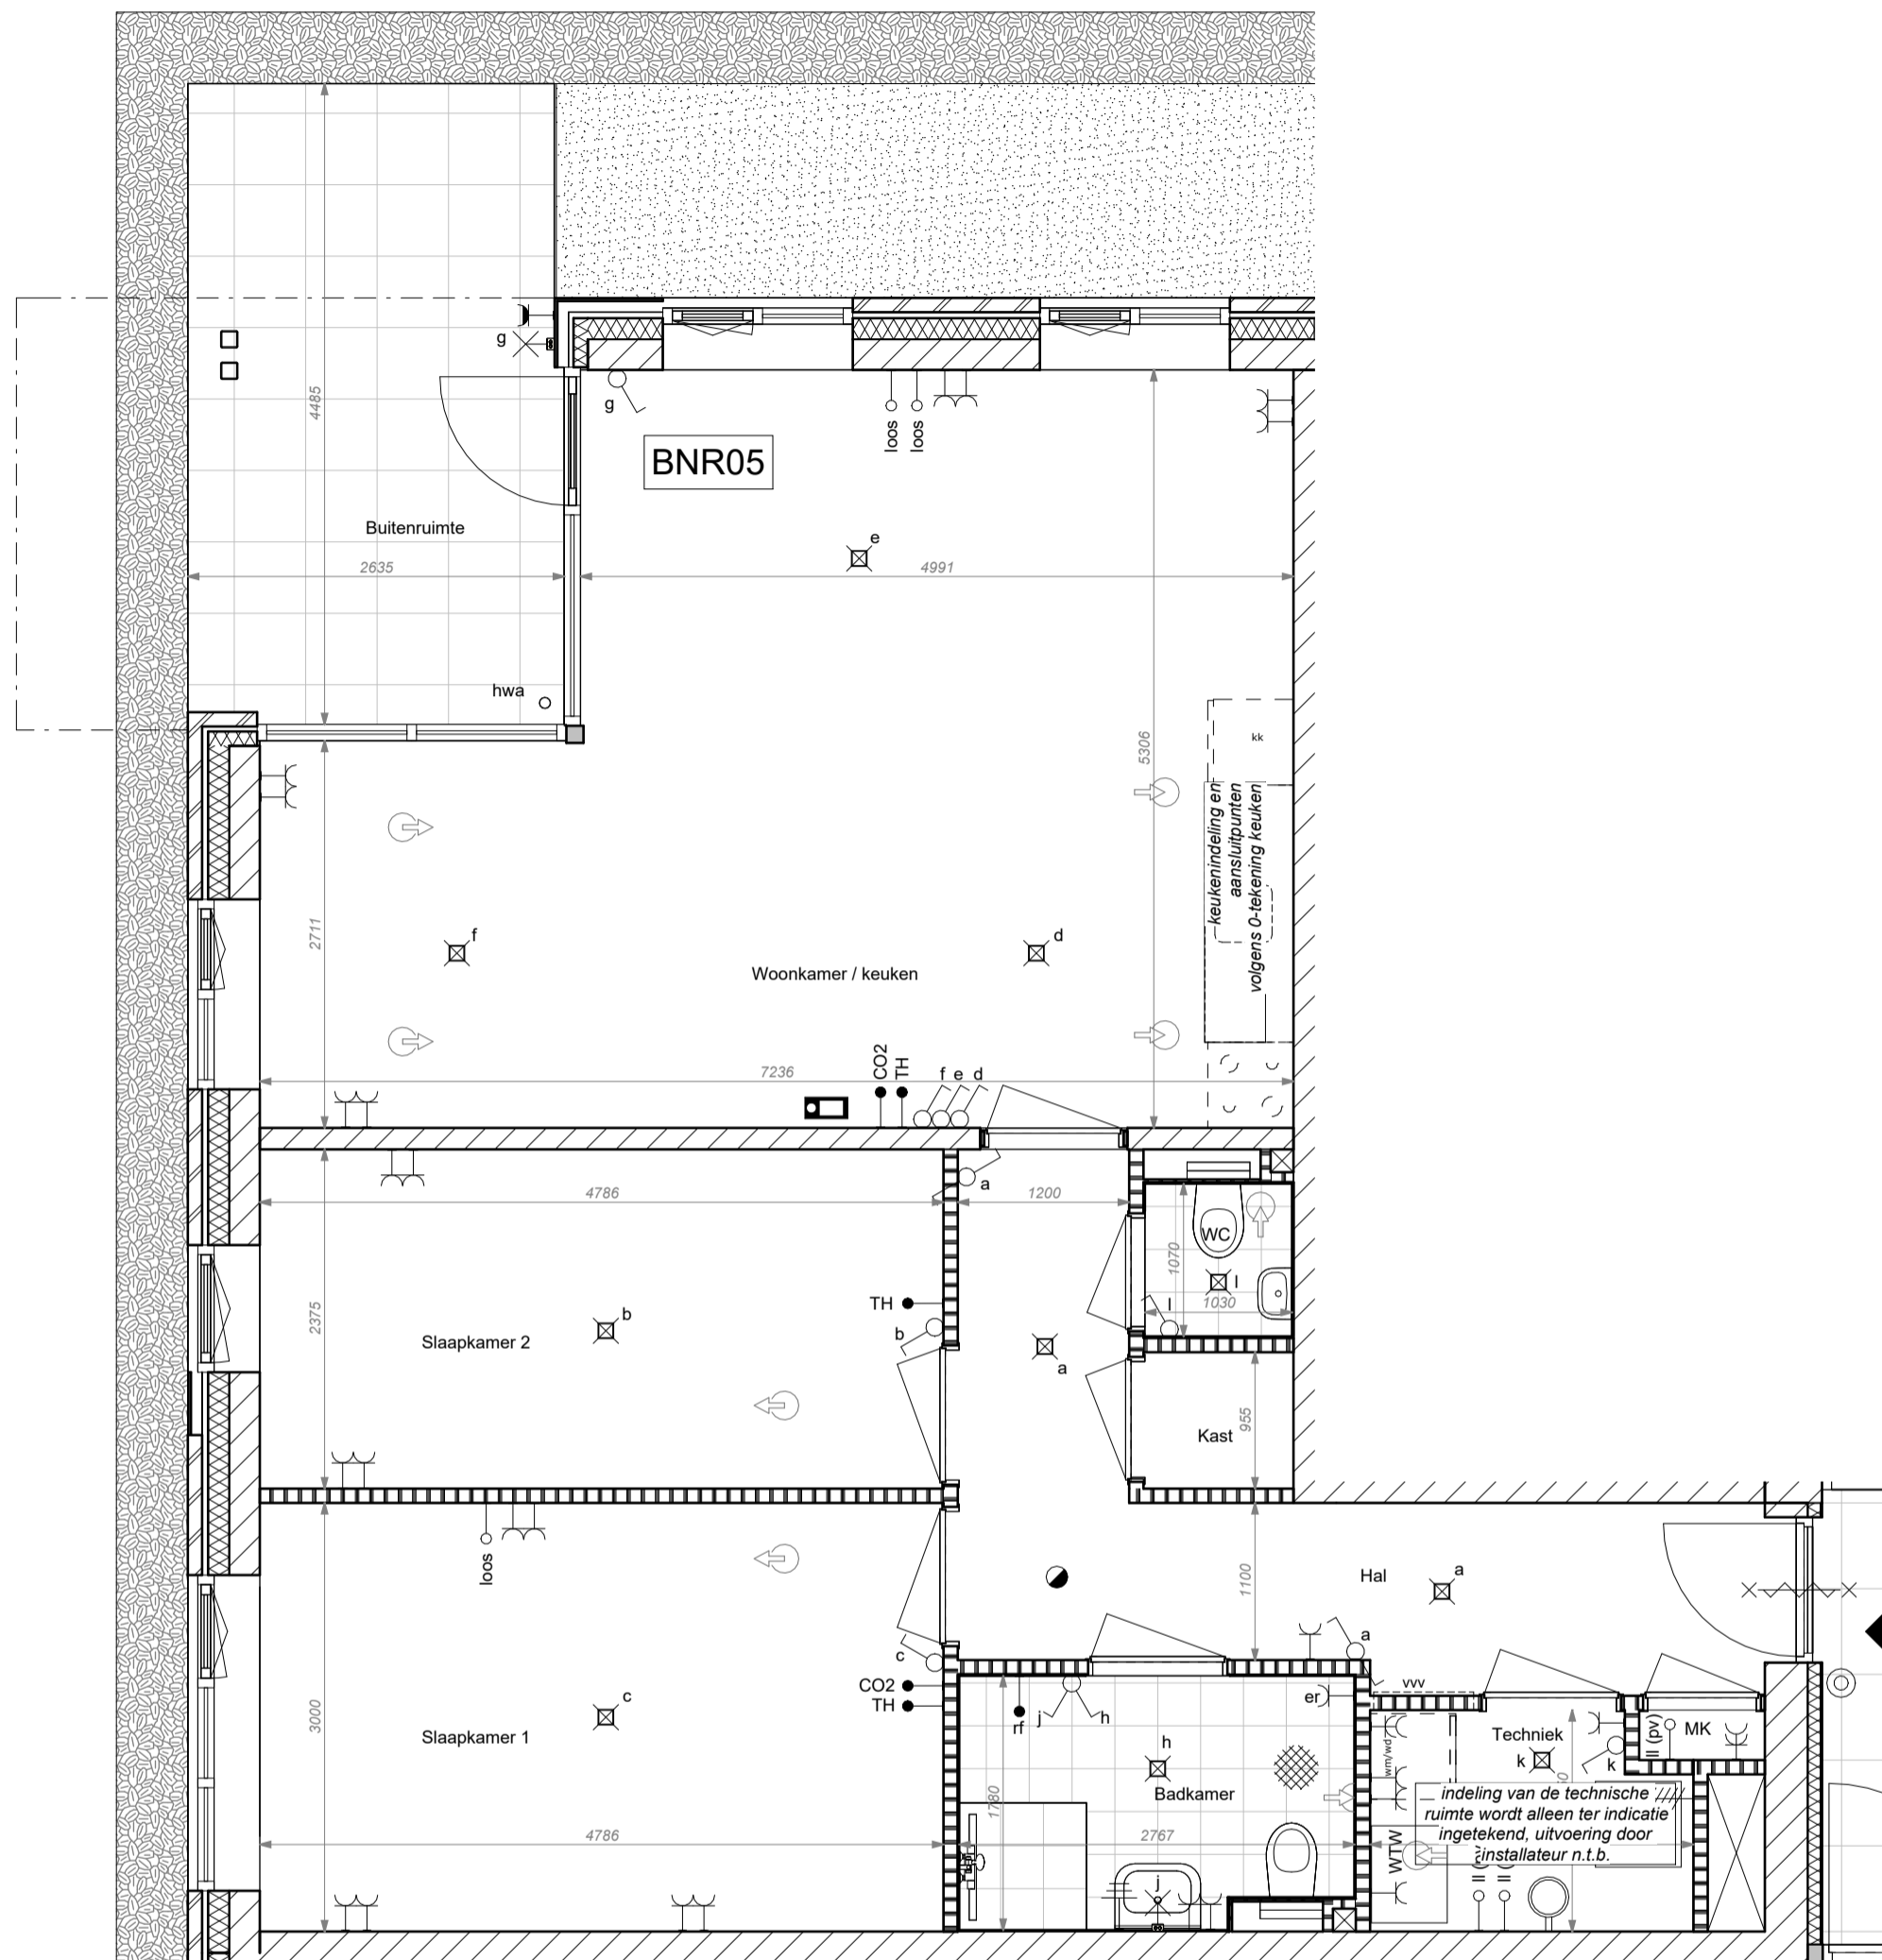 g
4485
g
loos
loos
BNR05
e
Buitenruimte
2635
4991
hwa
5306
kk
keukenindeling en
aansluitpunten
volgens 0-tekening keuken
2711
f
d
Woonkamer / keuken
CO2
TH
f e d
7236
a
4786
1200
WC
1070
l
l
1030
TH
b
b
2375
Slaapkamer 2
a
Kast
955
loos
Hal
a
1100
a
c
CO2
TH
c
3000
Slaapkamer 1
rf
j
h
er
vvv
h
Badkamer
1780
4786
2767
j
wm/wd
Techniek
k
k
II (pv)
MK
indeling van de technische
ruimte wordt alleen ter indicatie
ingetekend, uitvoering door
installateur n.t.b.
WTW